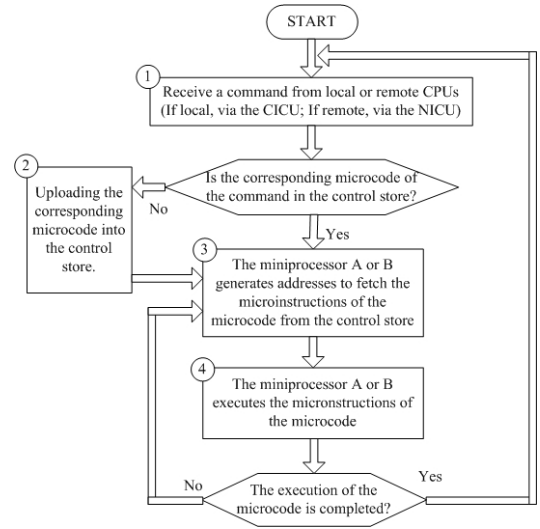 START
1
Receive a command from local or remote CPUs
(If local, via the CICU; If remote, via the NICU)
2
Is the corresponding microcode of
the command in the control store?
No
Uploading the
corresponding
microcode into
the control
store.
Yes
3
The miniprocessor A or B
generates addresses to fetch the
microinstructions of the
microcode from the control store
4
The miniprocessor A or B
executes the micronstructions of
the microcode
No
Yes
The execution of the
microcode is completed?